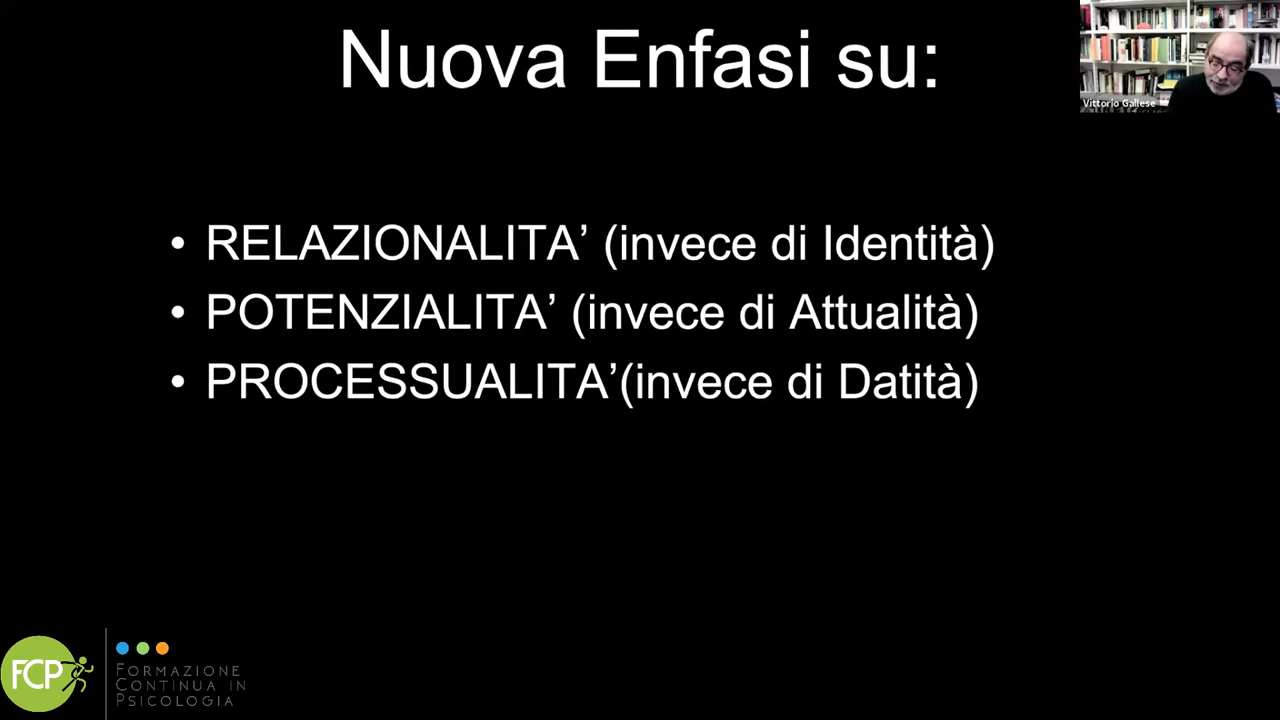 Nuova Enfasi su:
Vittorio Gallese
• RELAZIONALITA’ (invece di Identità)
• POTENZIALITA’ (invece di Attualità)
• PROCESSUALITA’(invece di Datità)
FCP
FORMAZIONE
CONTINUA IN
PSICOLOGIA